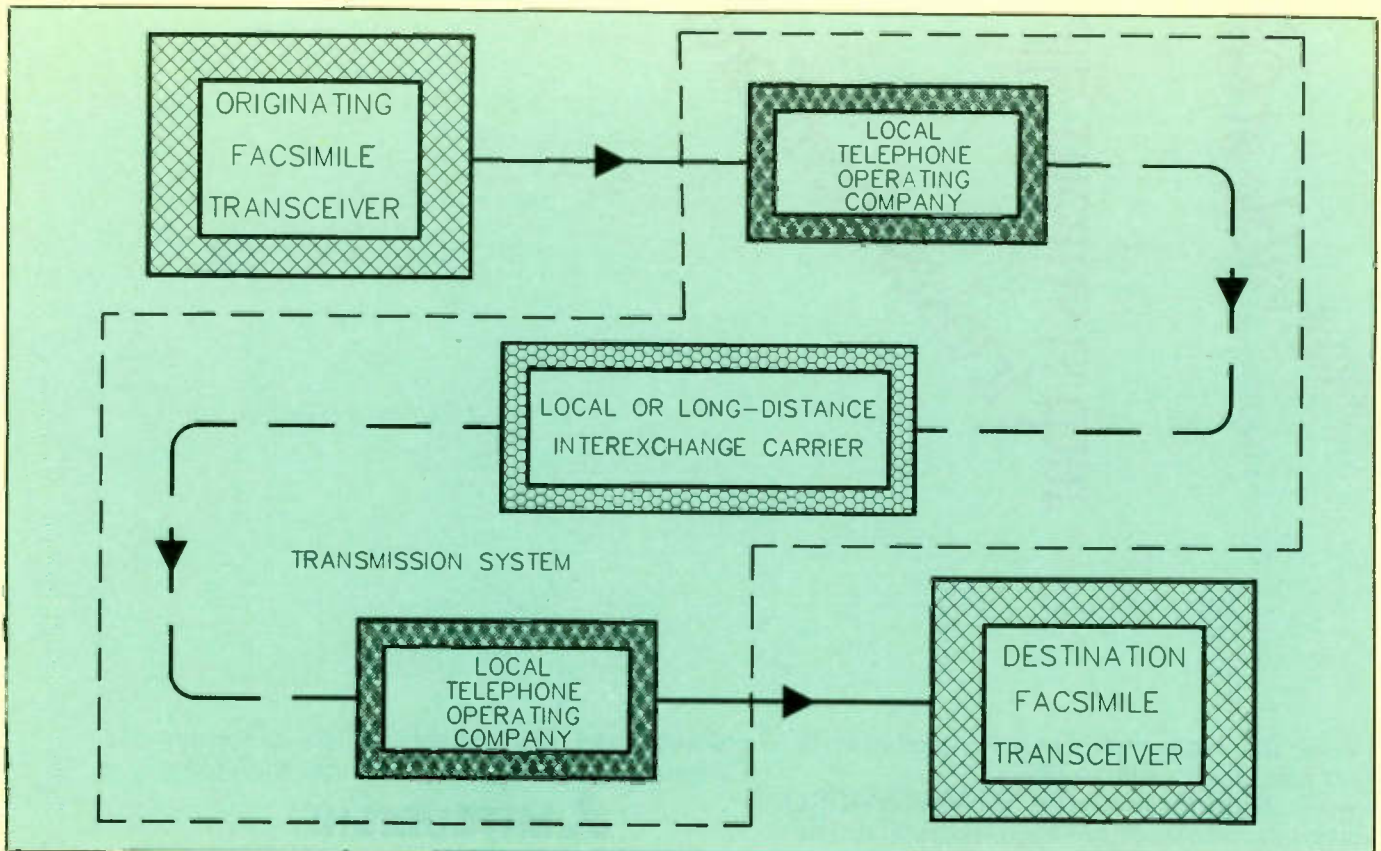 ORIGINATING
FACSIMILE
TRANSCEIVER
LOCAL
TELEPHONE
OPERATING
COMPANY
LOCAL OR LONG-DISTANCE
INTEREXCHANGE CARRIER
TRANSMISSION SYSTEM
LOCAL
TELEPHONE
OPERATING
COMPANY
DESTINATION
FACSIMILE
TRANSCEIVER